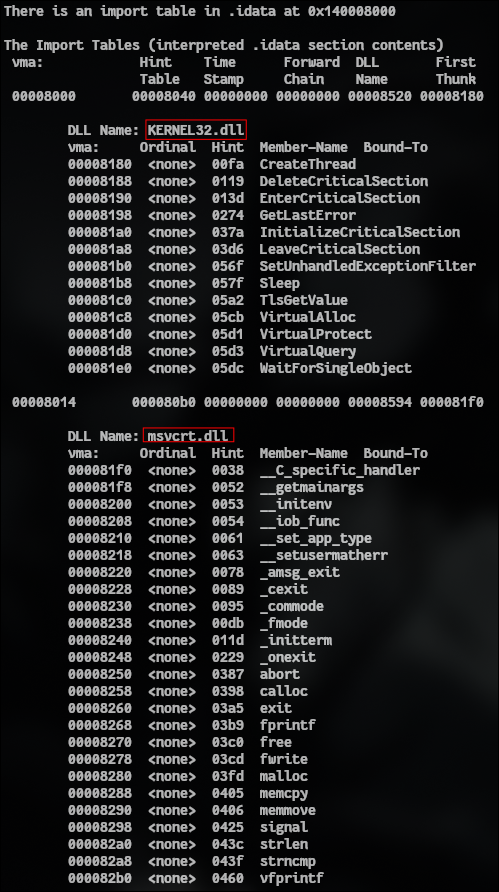 There is an import table in .idata at 0x140008000
The Import Tables (interpreted .idata section contents)
vma: Hint Time Forward DLL First
Table Stamp Chain Name Thunk
00008000 00008040 00000000 00000000 00008520 00008180
DLL Name: KERNEL32.dll
vma: Ordinal Hint Member-Name Bound-To
00008180 <none> 00fa CreateThread
00008188 <none> 0119 DeleteCriticalSection
00008190 <none> 013d EnterCriticalSection
00008198 <none> 0274 GetLastError
000081a0 <none> 037a InitializeCriticalSection
000081a8 <none> 03d6 LeaveCriticalSection
000081b0 <none> 056f SetUnhandledExceptionFilter
000081b8 <none> 057f Sleep
000081c0 <none> 05a2 TlsGetValue
000081c8 <none> 05cb VirtualAlloc
000081d0 <none> 05d1 VirtualProtect
000081d8 <none> 05d3 VirtualQuery
000081e0 <none> 05dc WaitForSingleObject
00008014 000080b0 00000000 00000000 00008594 000081f0
DLL Name: msvcrt.dll
vma: Ordinal Hint Member-Name Bound-To
000081f0 <none> 0038 __C_specific_handler
000081f8 <none> 0052 __getmainargs
00008200 <none> 0053 __initenv
00008208 <none> 0054 __iob_func
00008210 <none> 0061 __set_app_type
00008218 <none> 0063 __setusermatherr
00008220 <none> 0078 _amsg_exit
00008228 <none> 0089 _cexit
00008230 <none> 0095 _commode
00008238 <none> 00db _fmode
00008240 <none> 011d _initterm
00008248 <none> 0229 _onexit
00008250 <none> 0387 abort
00008258 <none> 0398 calloc
00008260 <none> 03a5 exit
00008268 <none> 03b9 fprintf
00008270 <none> 03c0 free
00008278 <none> 03cd fwrite
00008280 <none> 03fd malloc
00008288 <none> 0405 memcpy
00008290 <none> 0406 memmove
00008298 <none> 0425 signal
000082a0 <none> 043c strlen
000082a8 <none> 043f strncmp
000082b0 <none> 0460 vfprintf